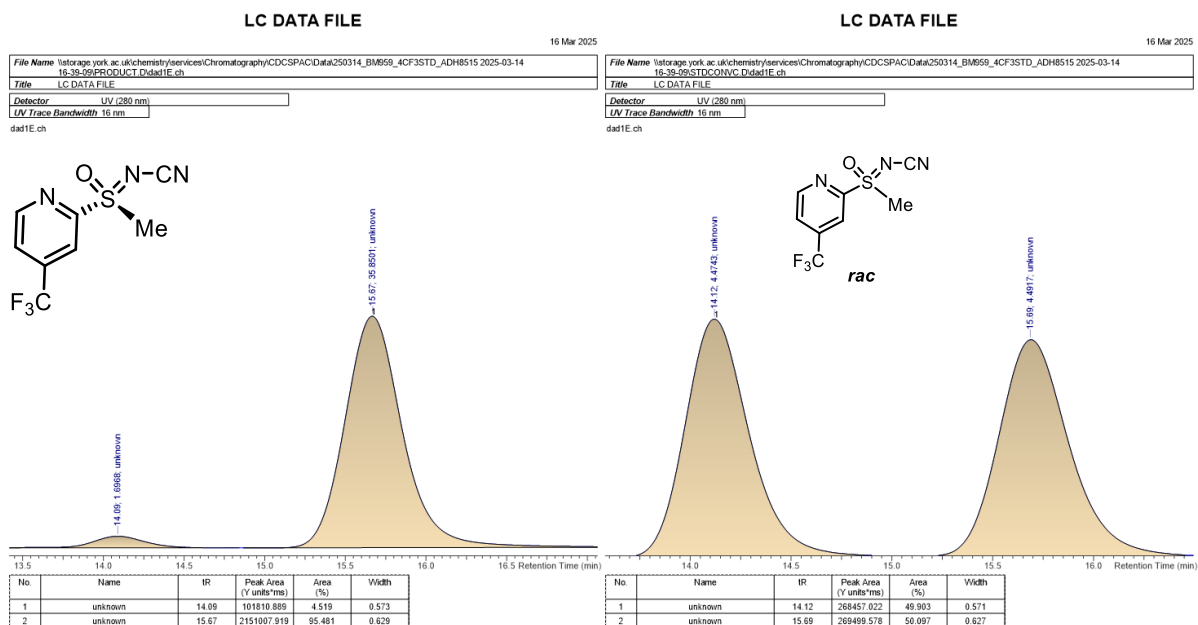 LC DATA FILE
16 Mar 2025
File Name \\storage.york.ac.uk\chemistry\services\Chromatography\CDCSPAC\Data\250314_BM959_4CF3STD_ADH8515 2025-03-14
16-39-09\PRODUCT.D\dad1E.ch
Title LC DATA FILE
Detector UV (280 nm)
UV Trace Bandwidth 16 nm
dad1E.ch
O
N
CN
N
S
Me
F3C
14.09; 1.6968; unknown
15.67; 35.8501; unknown
13.5 14.0 14.5 15.0 15.5 16.0 16.5 Retention Time (min)
No. Name tR Peak Area (Y units*ms) Area (%) Width
1 unknown 14.09 101810.889 4.519 0.573
2 unknown 15.67 2151007.919 95.481 0.629
LC DATA FILE
16 Mar 2025
File Name \\storage.york.ac.uk\chemistry\services\Chromatography\CDCSPAC\Data\250314_BM959_4CF3STD_ADH8515 2025-03-14
16-39-09\STDCONVC.D\dad1E.ch
Title LC DATA FILE
Detector UV (280 nm)
UV Trace Bandwidth 16 nm
dad1E.ch
O
N
CN
N
S
Me
F3C
rac
14.12; 4.4743; unknown
15.69; 4.4917; unknown
14.0 14.5 15.0 15.5 16.0 Retention Time (min)
No. Name tR Peak Area (Y units*ms) Area (%) Width
1 unknown 14.12 268457.022 49.903 0.571
2 unknown 15.69 269499.578 50.097 0.627